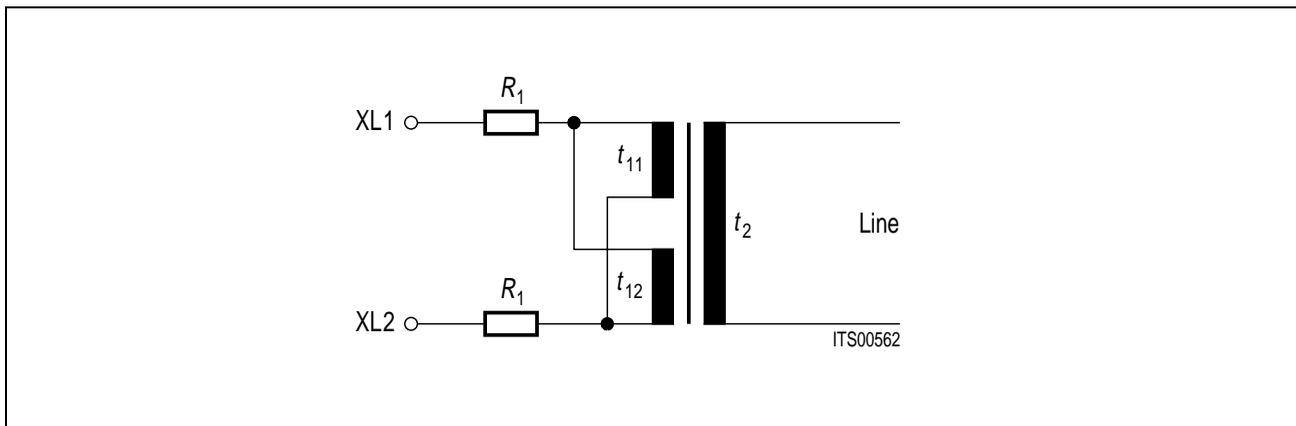 R1
XL1
t11
t2
Line
R1
t12
XL2
ITS00562